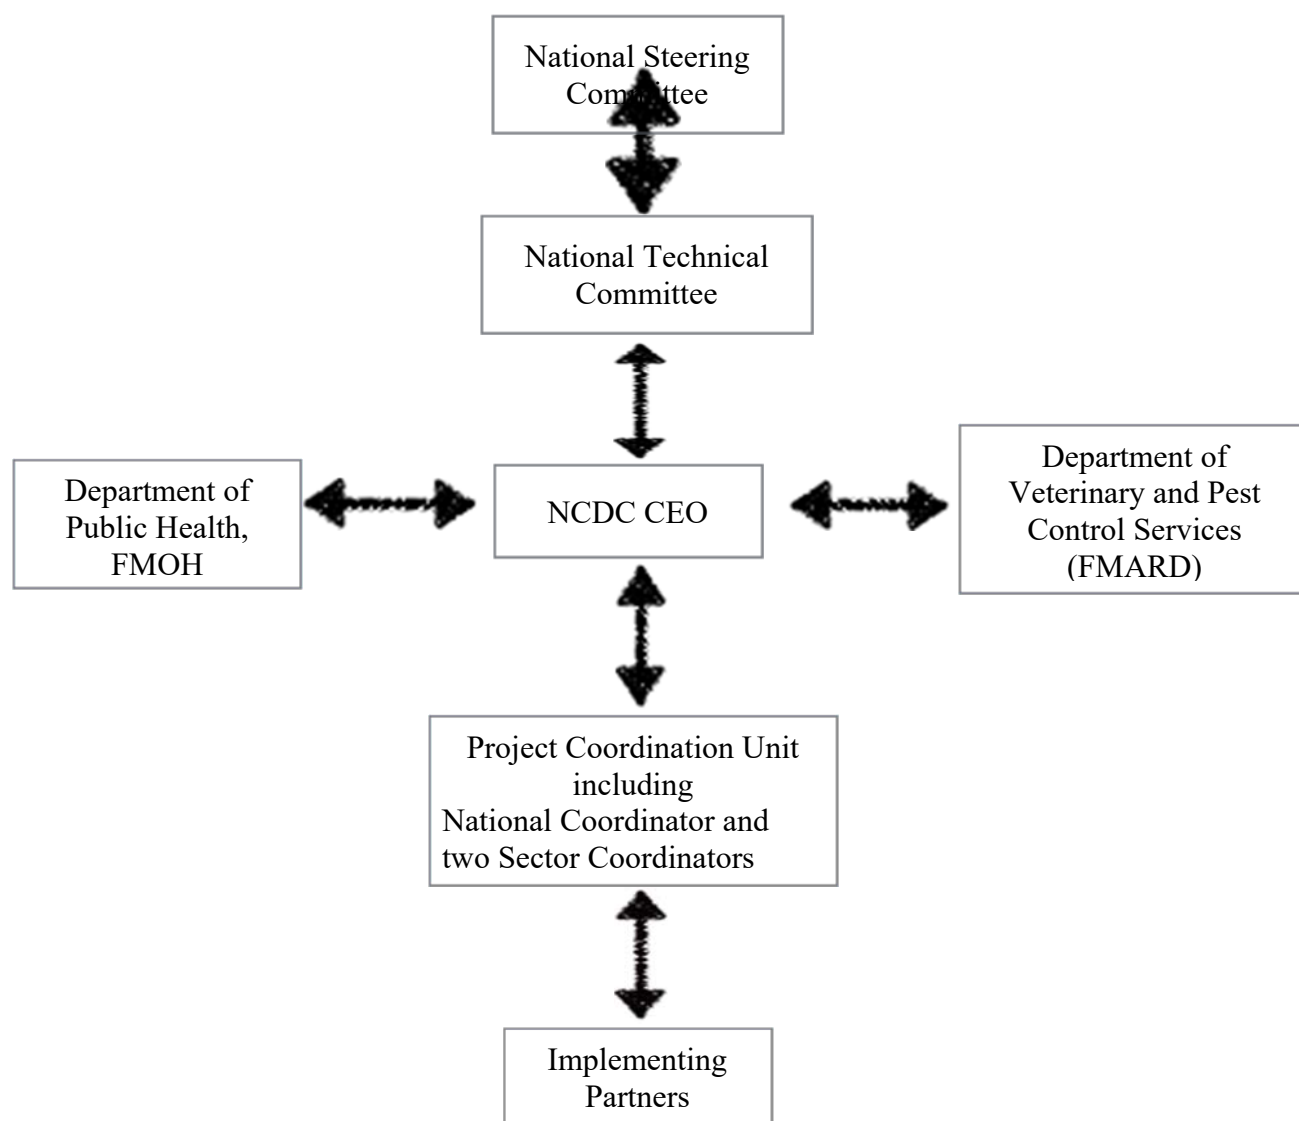 National Steering
Committee
National Technical
Committee
Department of
Public Health,
FMOH
NCDC CEO
Department of
Veterinary and Pest
Control Services
(FMARD)
Project Coordination Unit
including
National Coordinator and
two Sector Coordinators
Implementing
Partners